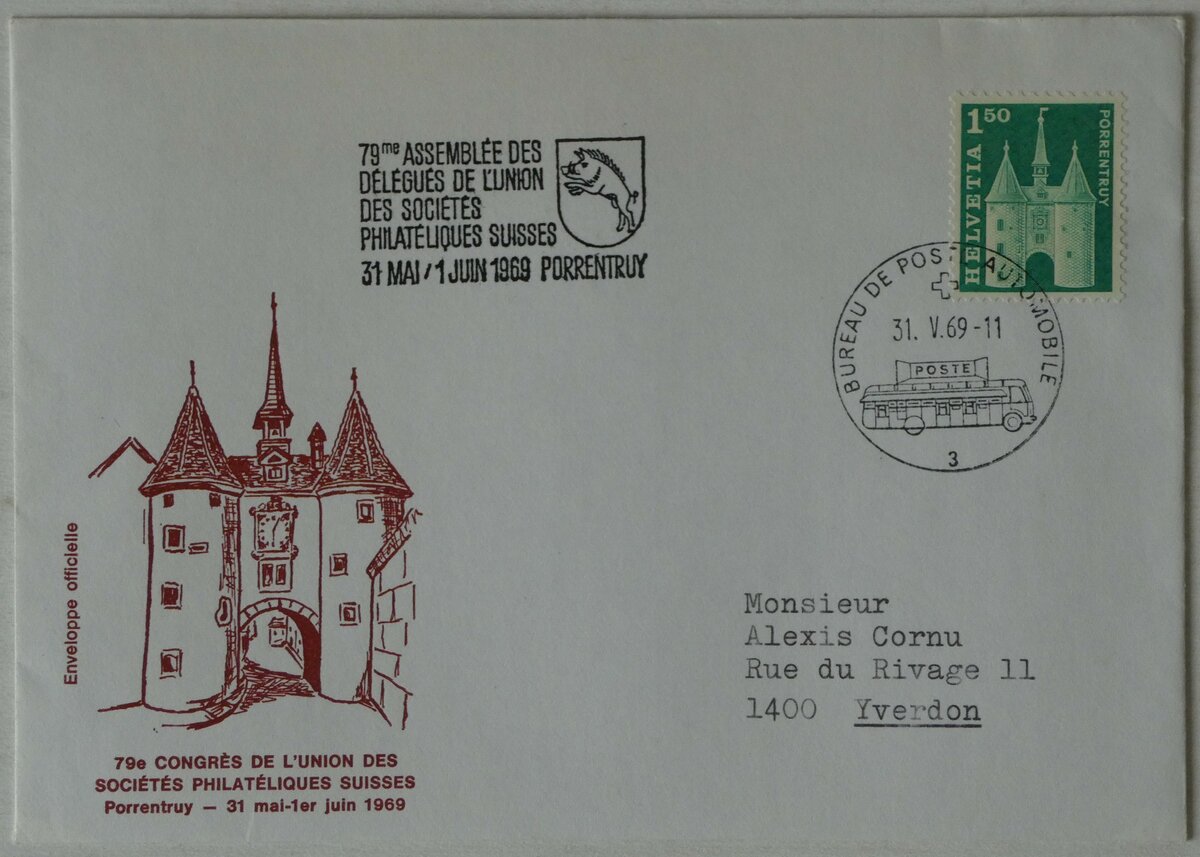 79me ASSEMBLÉE DES
DÉLÉGUÉS DE L'UNION
DES SOCIÉTÉS
PHILATÉLIQUES SUISSES
31 MAI / 1 JUIN 1969 PORRENTRUY
150
HELVETIA
PORRENTRUY
BUREAU DE POSTE AUTOMOBILE
31. V.69-11
POSTE
3
Enveloppe officielle
Monsieur
Alexis Cornu
Rue du Rivage 11
1400 Yverdon
79e CONGRÈS DE L'UNION DES
SOCIÉTÉS PHILATÉLIQUES SUISSES
Porrentruy — 31 mai-1er juin 1969